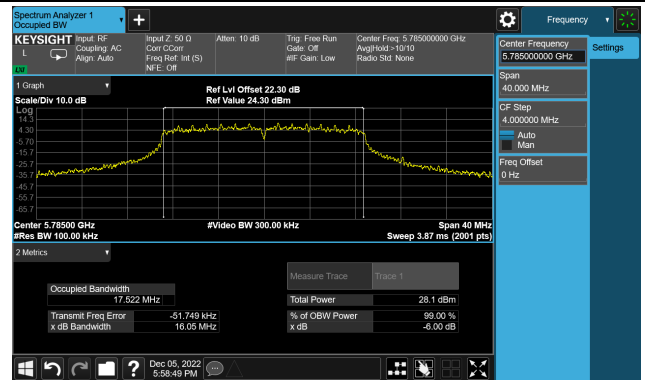 Spectrum Analyzer 1
Occupied BW
Frequency
KEYSIGHT
L
LXI
Input: RF
Coupling: AC
Align: Auto
Input Z: 50 Ω
Corr CCorr
Freq Ref: Int (S)
NFE: Off
Atten: 10 dB
Trig: Free Run
Gate: Off
#IF Gain: Low
Center Freq: 5.785000000 GHz
Avg|Hold:>10/10
Radio Std: None
Center Frequency
5.785000000 GHz
Settings
Span
40.000 MHz
CF Step
4.000000 MHz
Auto
Man
Freq Offset
0 Hz
1 Graph
Scale/Div 10.0 dB
Ref Lvl Offset 22.30 dB
Ref Value 24.30 dBm
Log
14.3
4.30
-5.70
-15.7
-25.7
-35.7
-45.7
-55.7
-65.7
Center 5.78500 GHz
#Video BW 300.00 kHz
Span 40 MHz
#Res BW 100.00 kHz
Sweep 3.87 ms (2001 pts)
2 Metrics
Measure Trace
Trace 1
Occupied Bandwidth
17.522 MHz
Total Power
28.1 dBm
Transmit Freq Error
-51.749 kHz
% of OBW Power
99.00 %
x dB Bandwidth
16.05 MHz
x dB
-6.00 dB
?
Dec 05, 2022
5:58:49 PM